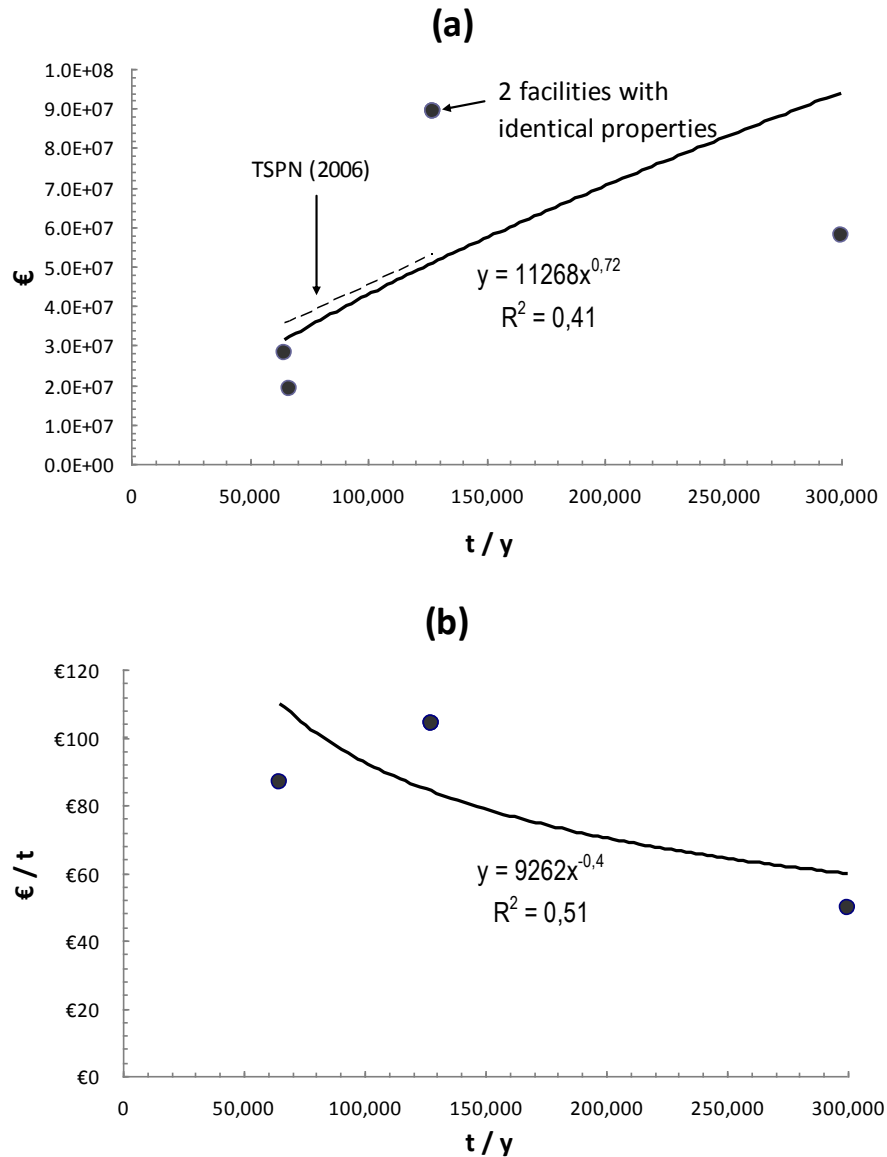 (a)
1.0E+08
9.0E+07
8.0E+07
7.0E+07
6.0E+07
5.0E+07
4.0E+07
3.0E+07
2.0E+07
1.0E+07
0.0E+00
€
2 facilities with
identical properties
TSPN (2006)
y = 11268x^0,72
R² = 0,41
0 50,000 100,000 150,000 200,000 250,000 300,000
t / y
(b)
€120
€100
€80
€60
€40
€20
€0
€ / t
y = 9262x^-0,4
R² = 0,51
0 50,000 100,000 150,000 200,000 250,000 300,000
t / y